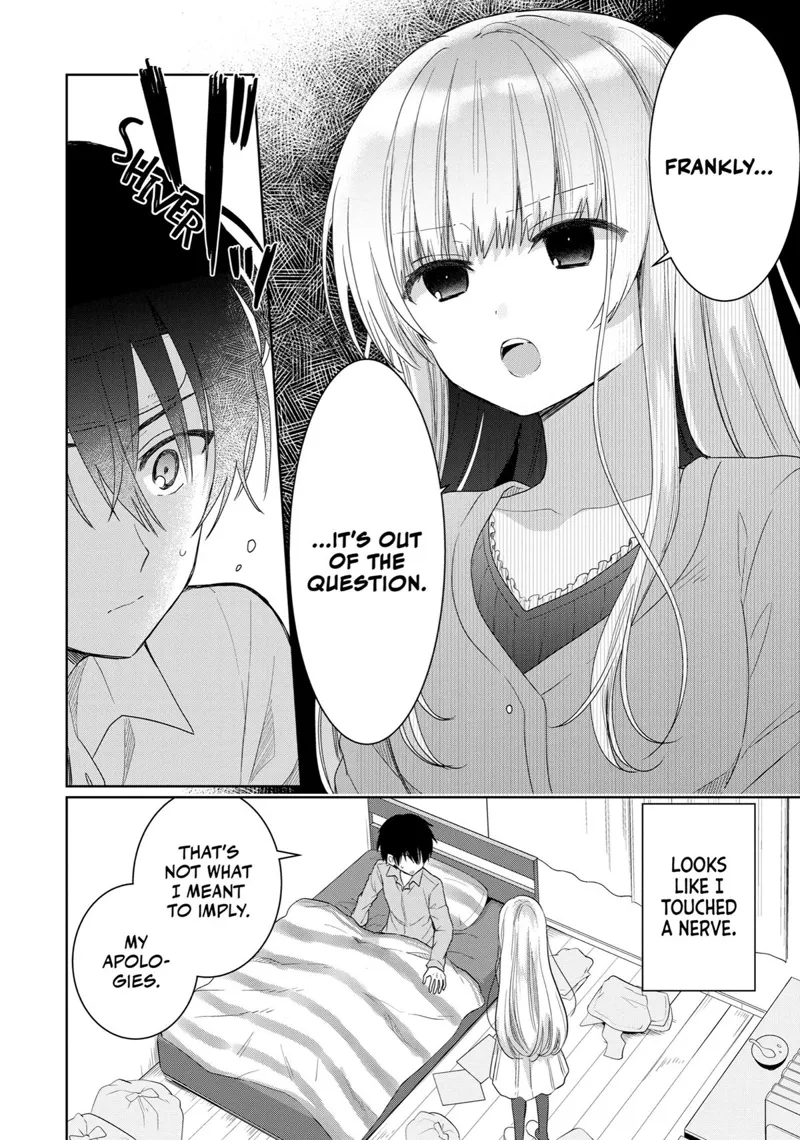 FRANKLY...
...IT'S OUT
OF THE
QUESTION.
SHIVER
LOOKS
LIKE I
TOUCHED
A NERVE.
THAT'S
NOT WHAT
I MEANT
TO IMPLY.
MY
APOLO-
GIES.